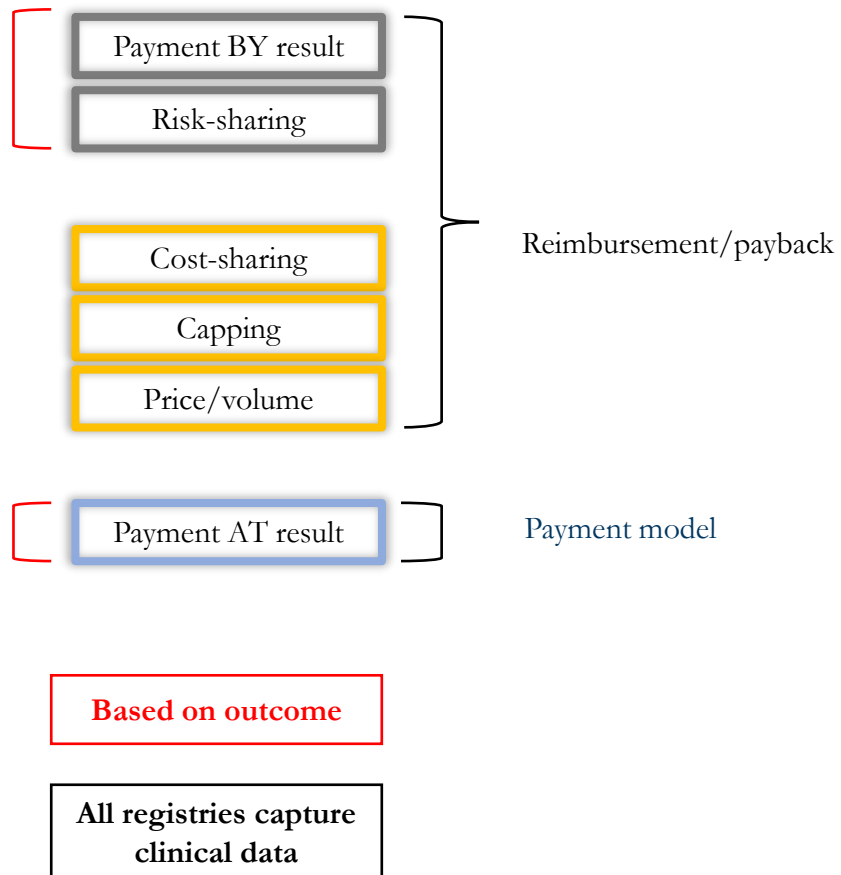 Payment BY result
Risk-sharing
Cost-sharing
Reimbursement/payback
Capping
Price/volume
Payment AT result
Payment model
Based on outcome
All registries capture
clinical data